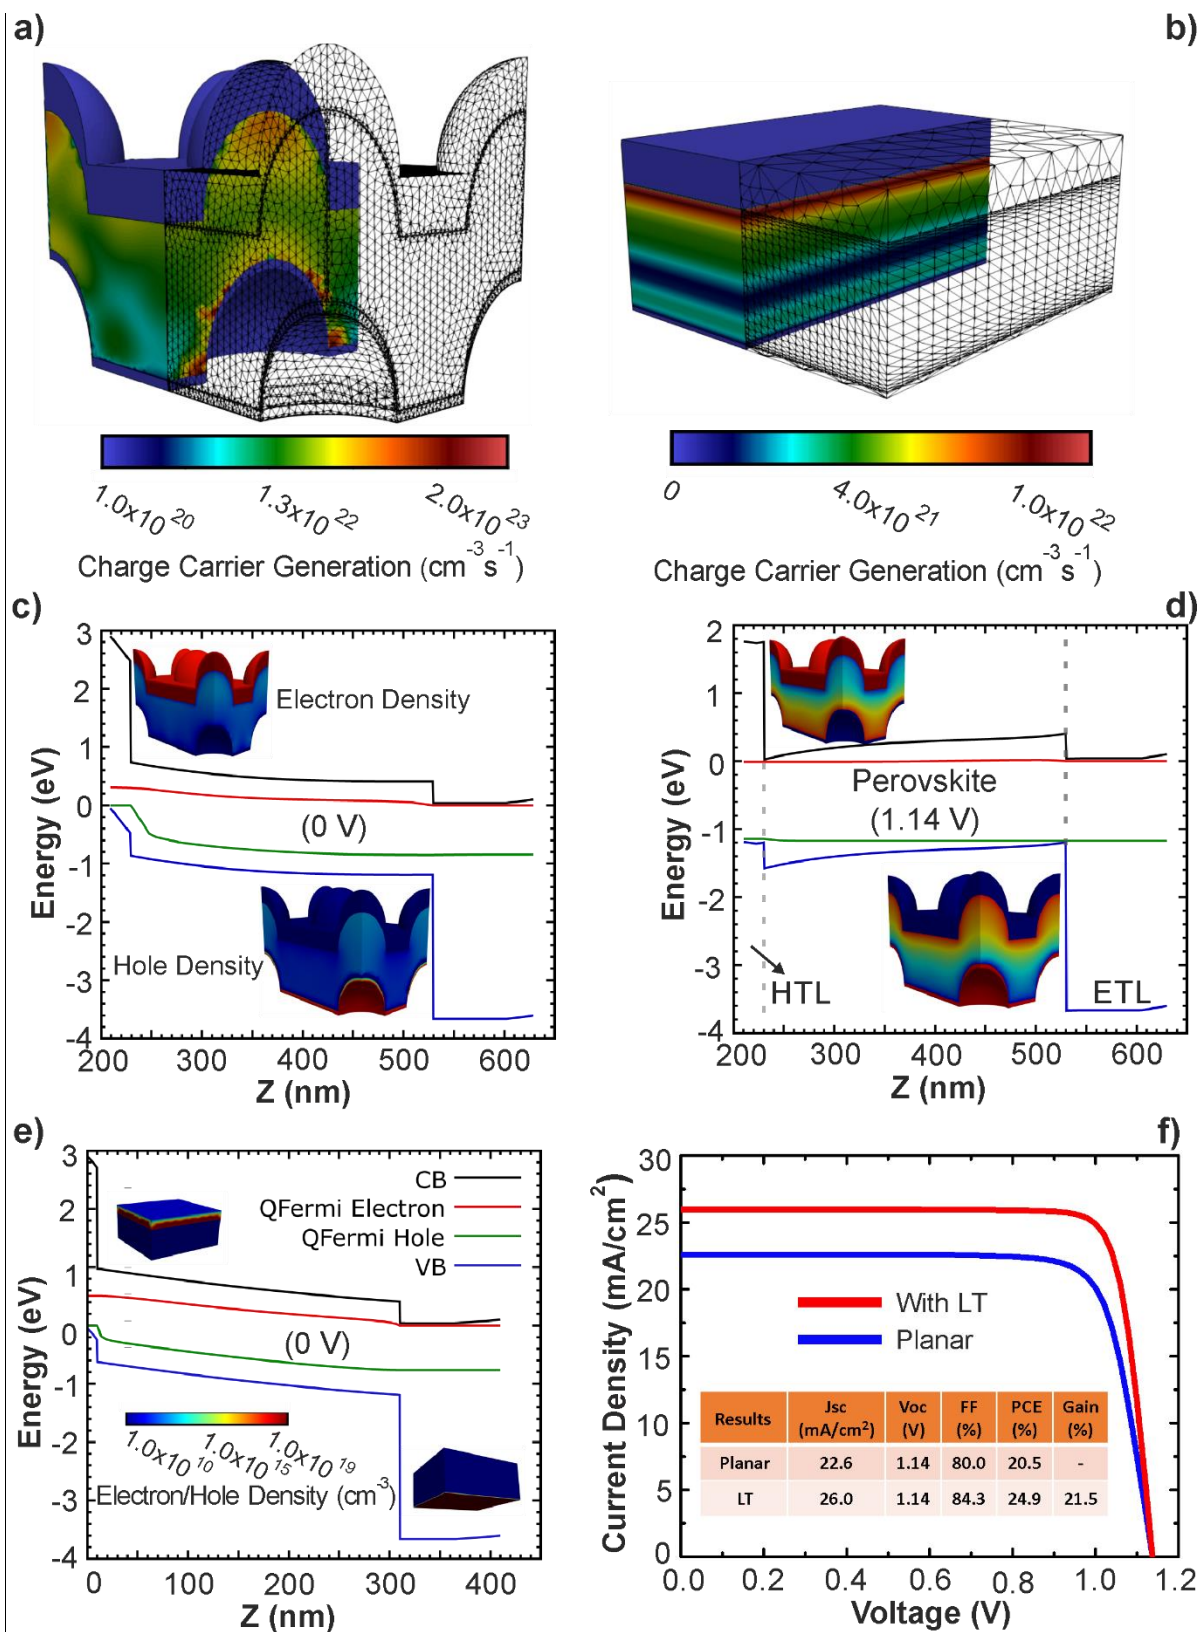 a)
b)
1.0x10^20
1.3x10^22
2.0x10^23
Charge Carrier Generation (cm^-3 s^-1)
0
4.0x10^21
1.0x10^22
Charge Carrier Generation (cm^-3 s^-1)
c)
3
2
1
0
-1
-2
-3
-4
Energy (eV)
Electron Density
(0 V)
Hole Density
200 300 400 500 600
Z (nm)
d)
2
1
0
-1
-2
-3
-4
Energy (eV)
Perovskite
(1.14 V)
HTL
ETL
200 300 400 500 600
Z (nm)
e)
3
2
1
0
-1
-2
-3
-4
Energy (eV)
CB
QFermi Electron
QFermi Hole
VB
(0 V)
1.0x10^10
1.0x10^15
1.0x10^19
Electron/Hole Density (cm^-3)
0 100 200 300 400
Z (nm)
f)
30
25
20
15
10
5
0
Current Density (mA/cm^2)
With LT
Planar
Results Jsc (mA/cm^2) Voc (V) FF (%) PCE (%) Gain (%)
Planar 22.6 1.14 80.0 20.5 -
LT 26.0 1.14 84.3 24.9 21.5
0.0 0.2 0.4 0.6 0.8 1.0 1.2
Voltage (V)